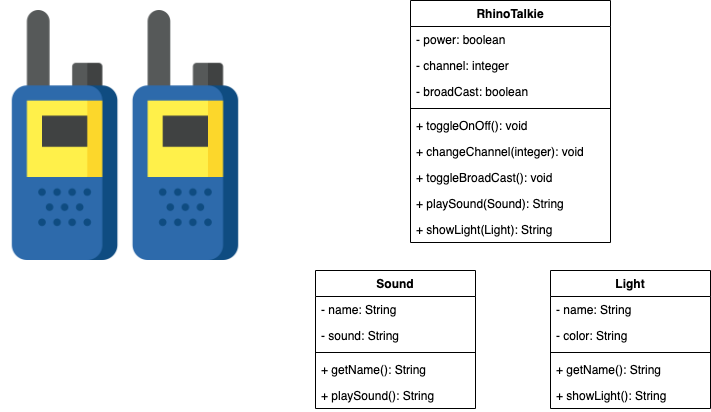 RhinoTalkie
- power: boolean
- channel: integer
- broadCast: boolean
+ toggleOnOff(): void
+ changeChannel(integer): void
+ toggleBroadCast(): void
+ playSound(Sound): String
+ showLight(Light): String
Sound
- name: String
- sound: String
+ getName(): String
+ playSound(): String
Light
- name: String
- color: String
+ getName(): String
+ showLight(): String